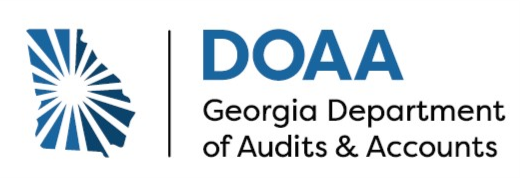 DOAA
Georgia Department
of Audits & Accounts